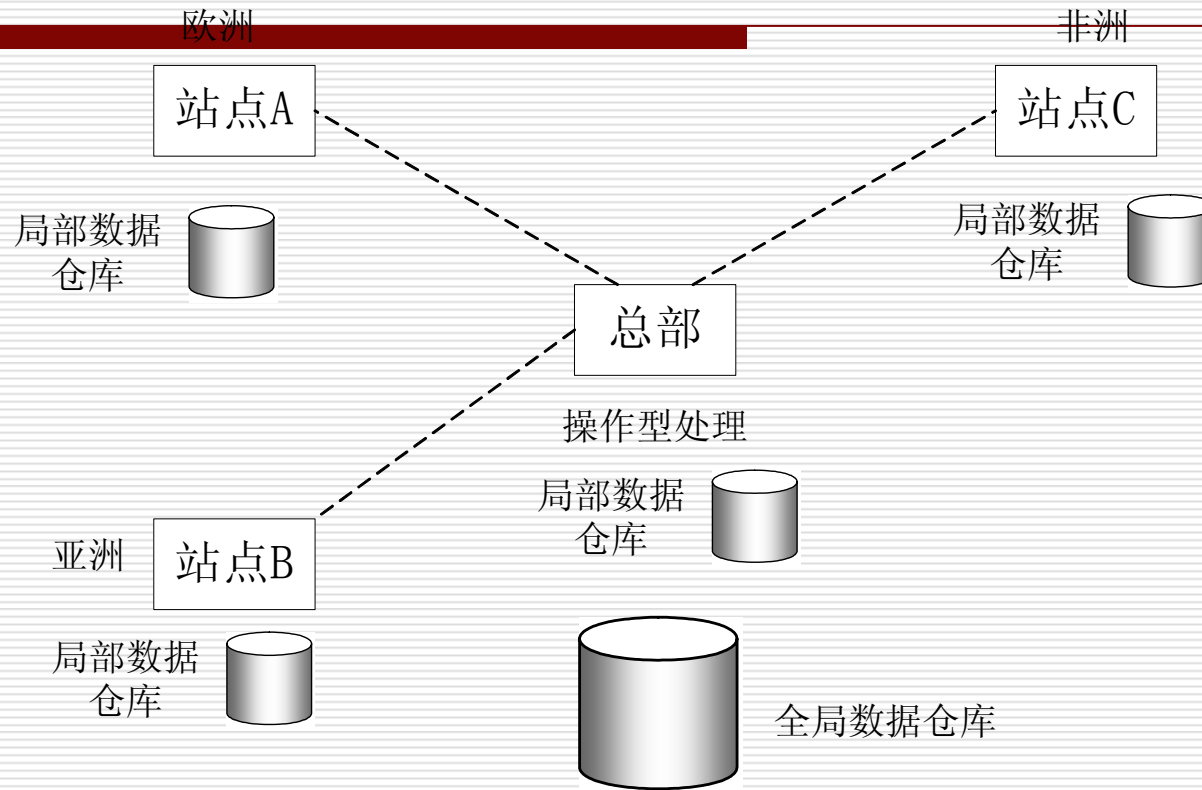 欧洲
非洲
站点A
站点C
局部数据
仓库
局部数据
仓库
总部
操作型处理
局部数据
仓库
亚洲
站点B
局部数据
仓库
全局数据仓库